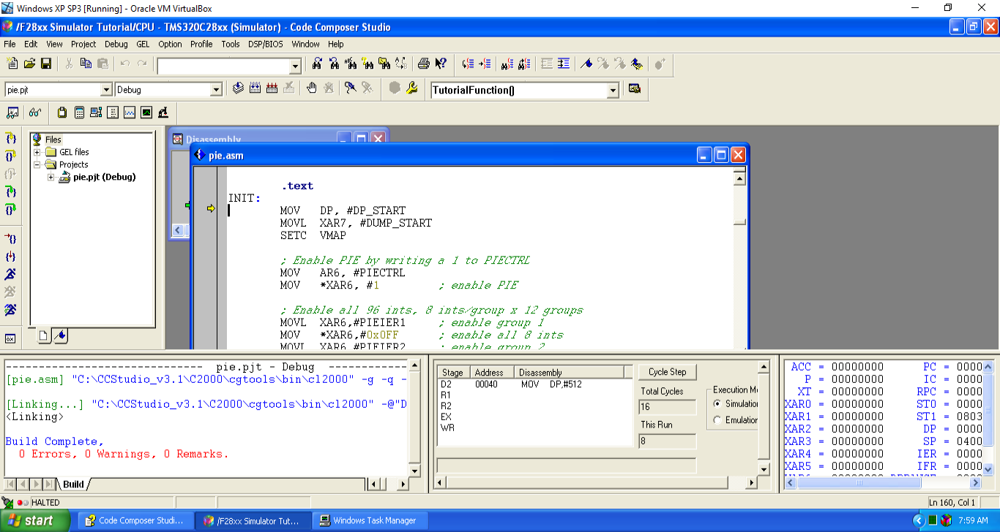 Windows XP SP3 [Running] - Oracle VM VirtualBox
/F28xx Simulator Tutorial/CPU - TMS320C28xx (Simulator) - Code Composer Studio
File Edit View Project Debug GEL Option Profile Tools DSP/BIOS Window Help
pie.pjt Debug TutorialFunction()
Files
GEL files
Projects
pie.pjt (Debug)
Disassembly
pie.asm
.text
INIT:
MOV DP, #DP_START
MOVL XAR7, #DUMP_START
SETC VMAP
; Enable PIE by writing a 1 to PIECTRL
MOV AR6, #PIECTRL
MOV *XAR6, #1 ; enable PIE
; Enable all 96 ints, 8 ints/group x 12 groups
MOVL XAR6,#PIEIER1 ; enable group 1
MOV *XAR6,#0x0FF ; enable all 8 ints
MOVL XAR6,#PIEIER2 ; enable group 2
------------------------------ pie.pjt - Debug ------------
[pie.asm] "C:\CCStudio_v3.1\C2000\cgtools\bin\cl2000" -g -q -
[Linking...] "C:\CCStudio_v3.1\C2000\cgtools\bin\cl2000" -@"D
<Linking>
Build Complete,
0 Errors, 0 Warnings, 0 Remarks.
Build
Stage Address Disassembly
D2 00040 MOV DP,#512
R1
R2
EX
WR
Cycle Step
Total Cycles
16
This Run
8
Execution Mo
Simulation
Emulation
ACC = 00000000 PC = 0000
P = 00000000 IC = 0000
XT = 00000000 RPC = 0000
XAR0 = 00000000 ST0 = 0000
XAR1 = 00000000 ST1 = 0803
XAR2 = 00000000 DP = 0000
XAR3 = 00000000 SP = 0400
XAR4 = 00000000 IER = 0000
XAR5 = 00000000 IFR = 0000
HALTED
Ln 160, Col 1
start
Code Composer Studi...
/F28xx Simulator Tut...
Windows Task Manager
7:59 AM